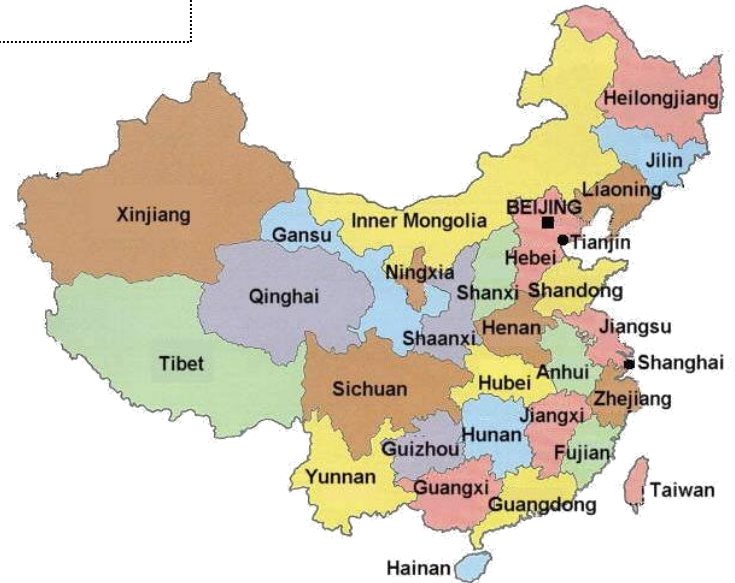 Heilongjiang
Jilin
Liaoning
BEIJING
Xinjiang
Inner Mongolia
Gansu
Tianjin
Hebei
Ningxia
Qinghai
Shanxi
Shandong
Jiangsu
Henan
Shaanxi
Tibet
Shanghai
Anhui
Sichuan
Hubei
Zhejiang
Jiangxi
Hunan
Guizhou
Fujian
Yunnan
Guangxi
Taiwan
Guangdong
Hainan